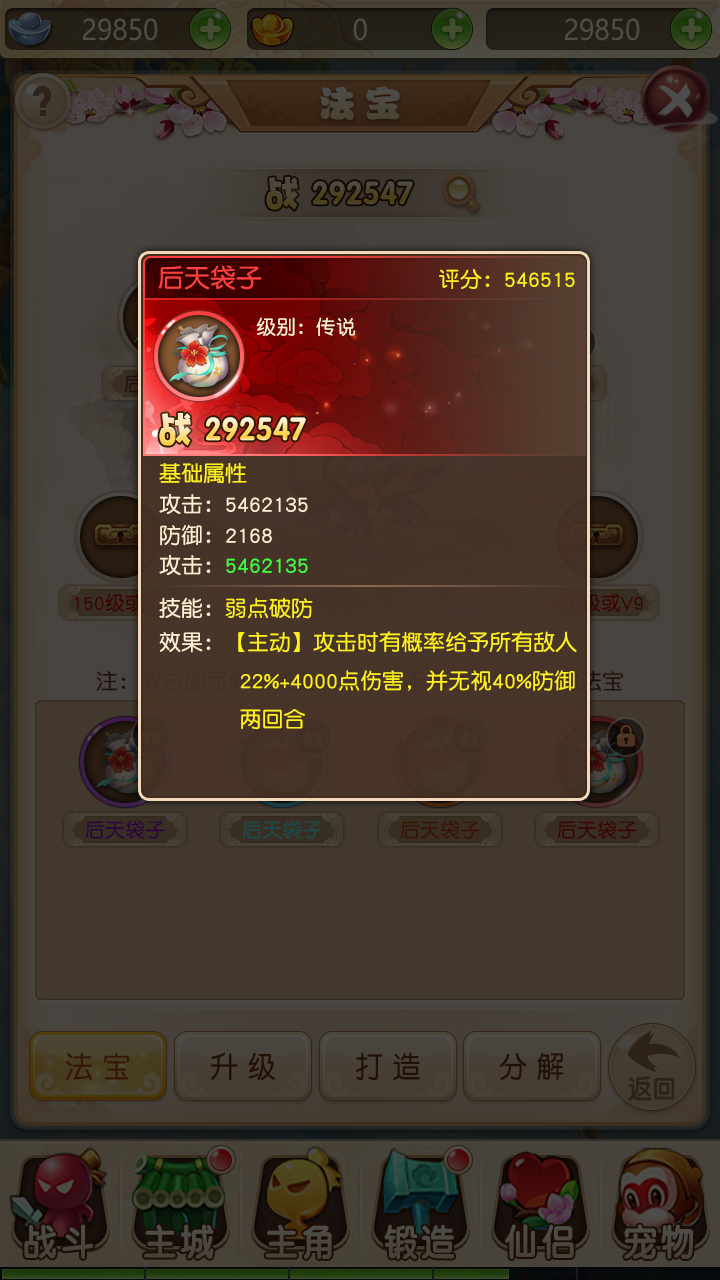 29850
0
29850
?
法宝
战 292547
后天袋子
评分：546515
级别：传说
战 292547
基础属性
攻击：5462135
防御：2168
攻击：5462135
技能：弱点破防
效果：【主动】攻击时有概率给予所有敌人
22%+4000点伤害，并无视40%防御
两回合
150级或
级或V9
注：
法宝
后天袋子
后天袋子
后天袋子
后天袋子
法宝
升级
打造
分解
返回
战斗
主城
主角
锻造
仙侣
宠物